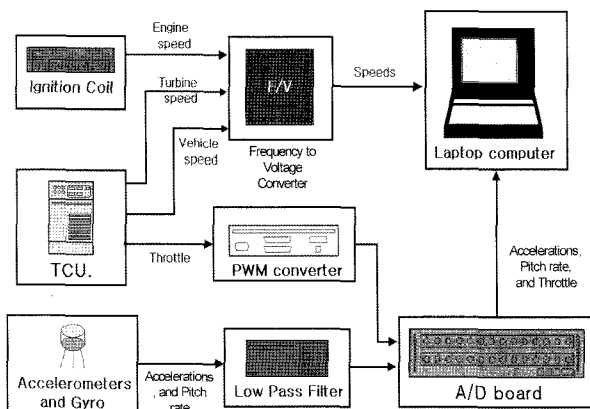 Engine
speed
Ignition Coil
Turbine
speed
F/V
Speeds
Vehicle
speed
Frequency to
Voltage
Converter
Laptop computer
TCU.
Throttle
PWM converter
Accelerations,
Pitch rate,
and Throttle
Accelerometers
and Gyro
Accelerations
, and Pitch
rate
Low Pass Filter
A/D board